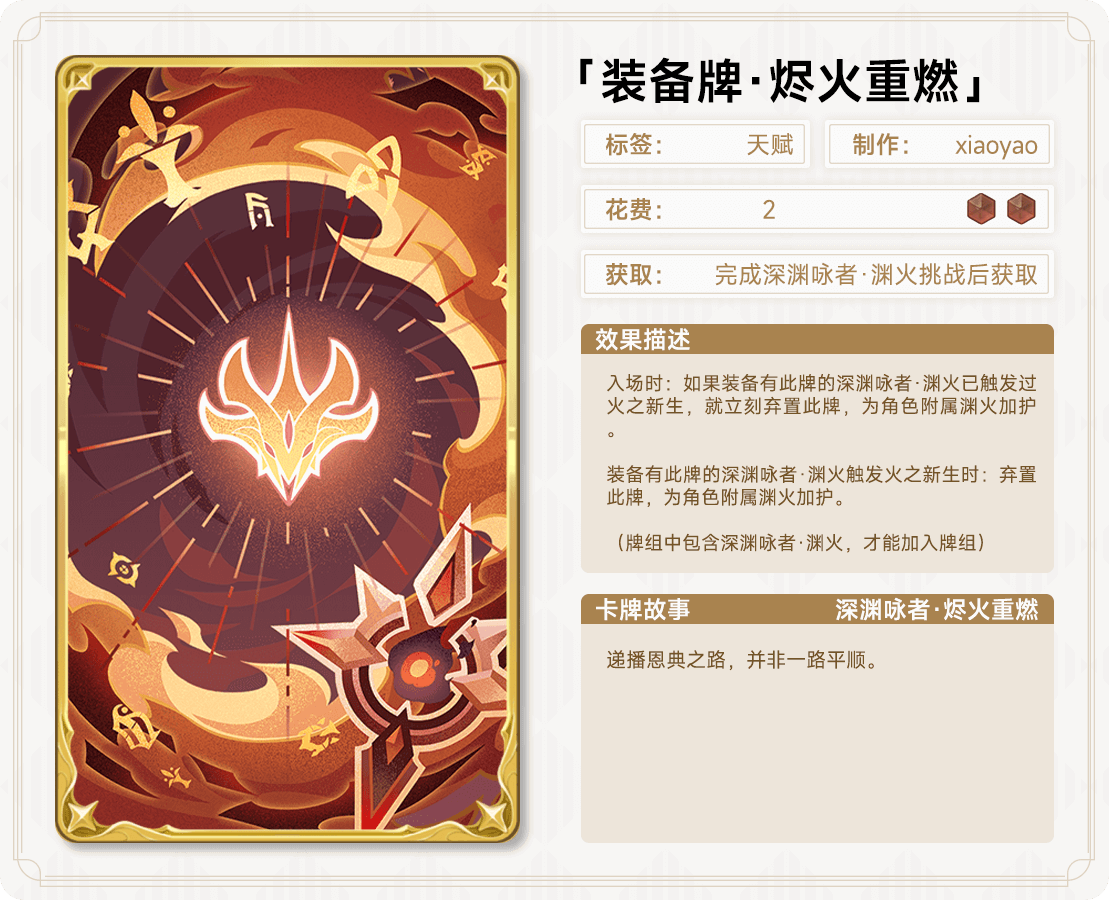 「装备牌·烬火重燃」
标签： 天赋
制作： xiaoyao
花费： 2
获取： 完成深渊咏者·渊火挑战后获取
效果描述
入场时：如果装备有此牌的深渊咏者·渊火已触发过
火之新生，就立刻弃置此牌，为角色附属渊火加护
。
装备有此牌的深渊咏者·渊火触发火之新生时：弃置
此牌，为角色附属渊火加护。
（牌组中包含深渊咏者·渊火，才能加入牌组）
卡牌故事 深渊咏者·烬火重燃
递播恩典之路，并非一路平顺。